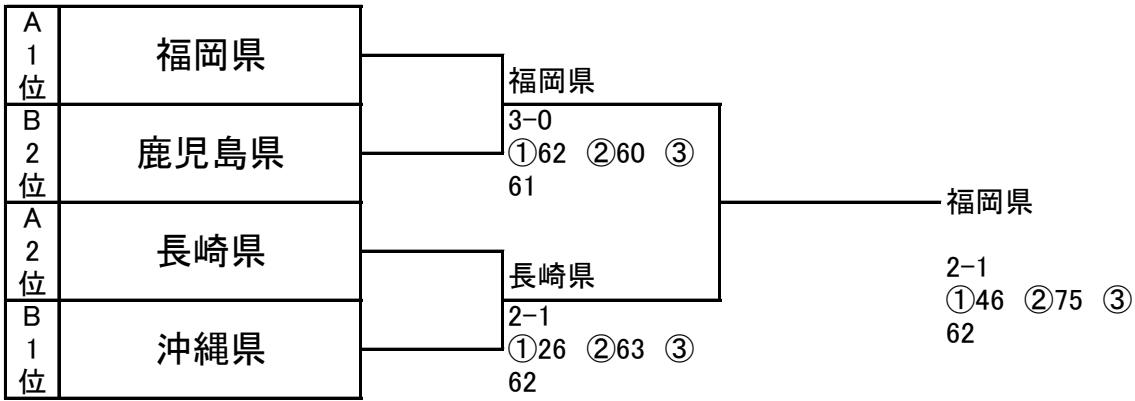 A
1
位
福岡県
B
2
位
鹿児島県
A
2
位
長崎県
B
1
位
沖縄県
福岡県
3-0
①62 ②60 ③
61
長崎県
2-1
①26 ②63 ③
62
福岡県
2-1
①46 ②75 ③
62